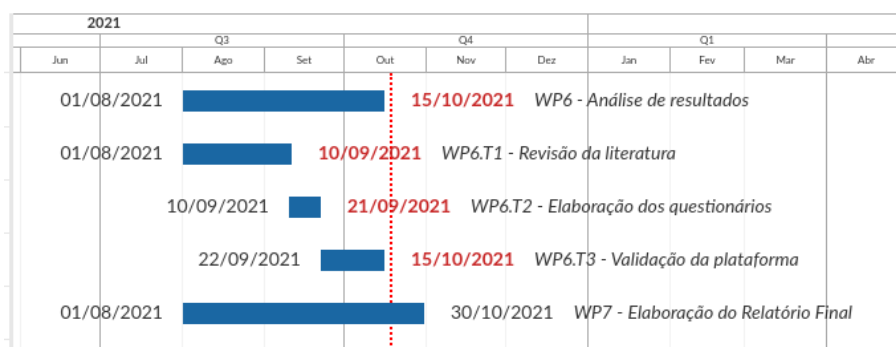 2021
Q3 Q4 Q1
Jun Jul Ago Set Out Nov Dez Jan Fev Mar Abr
01/08/2021 15/10/2021 WP6 - Análise de resultados
01/08/2021 10/09/2021 WP6.T1 - Revisão da literatura
10/09/2021 21/09/2021 WP6.T2 - Elaboração dos questionários
22/09/2021 15/10/2021 WP6.T3 - Validação da plataforma
01/08/2021 30/10/2021 WP7 - Elaboração do Relatório Final